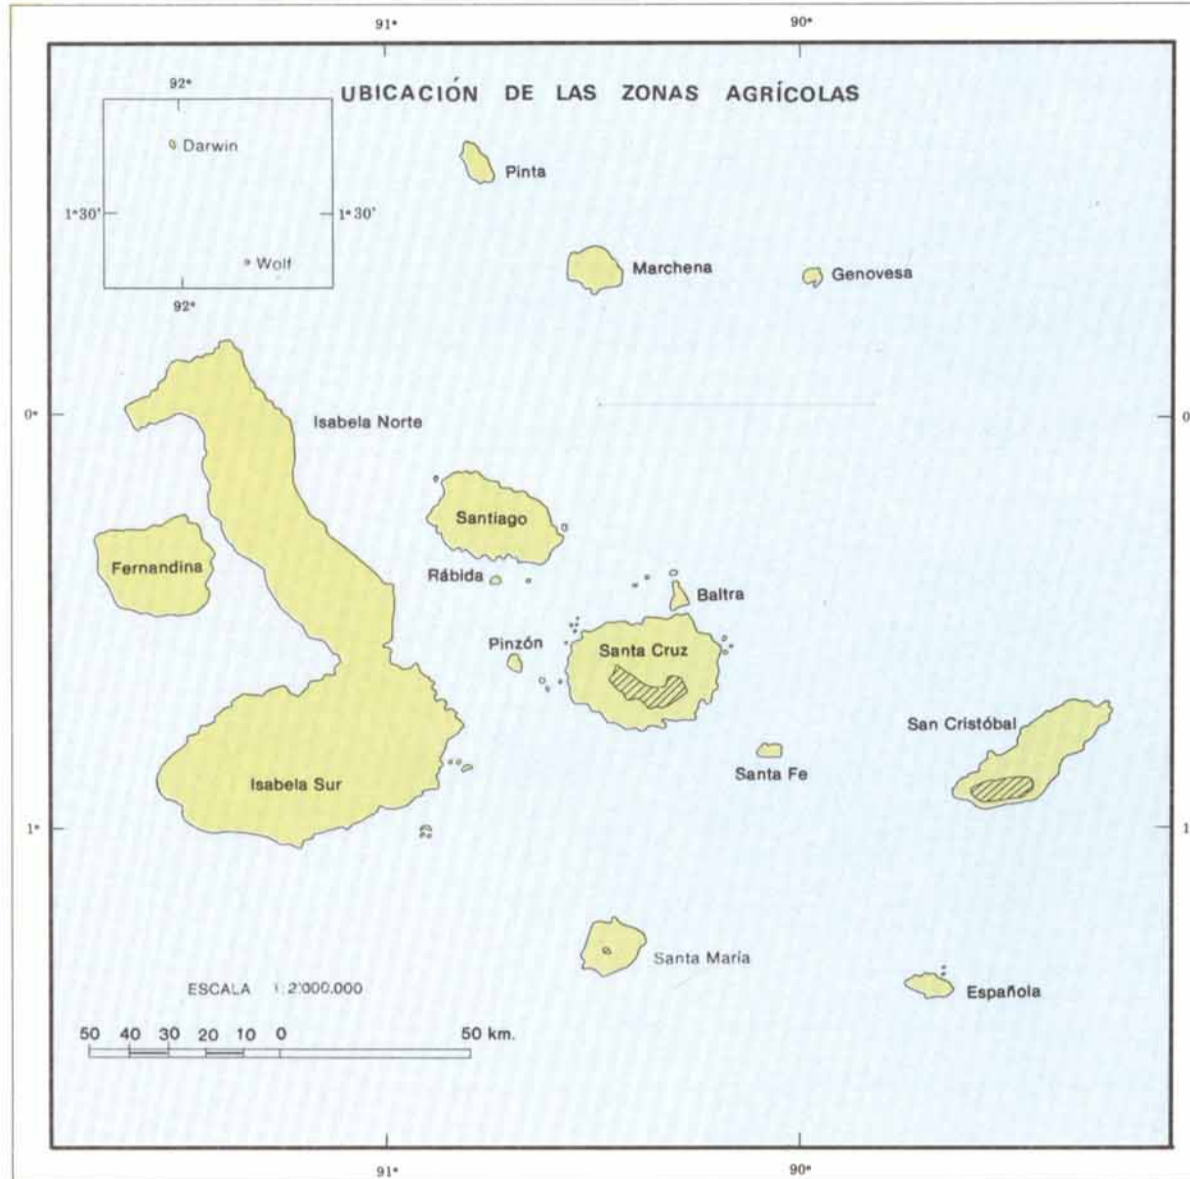 91° 90°
UBICACIÓN DE LAS ZONAS AGRÍCOLAS
92°
Darwin
Pinta
1°30' 1°30'
Wolf
Marchena
Genovesa
92°
0° 0°
Isabela Norte
Santiago
Fernandina
Rábida
Baltra
Pinzón
Santa Cruz
San Cristóbal
Santa Fe
Isabela Sur
1° 1
Santa María
ESCALA 1:2'000.000
Española
50 40 30 20 10 0 50 km.
91° 90°